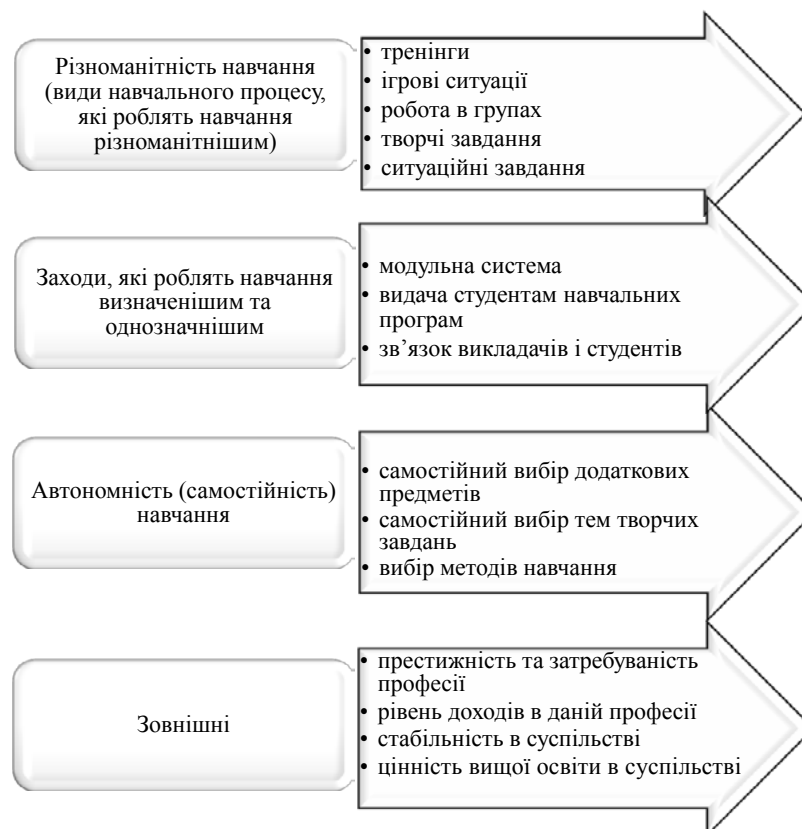 Різноманітність навчання
(види навчального процесу,
які роблять навчання
різноманітнішим)
• тренінги
• ігрові ситуації
• робота в групах
• творчі завдання
• ситуаційні завдання
Заходи, які роблять навчання
визначенішим та
однозначнішим
• модульна система
• видача студентам навчальних
програм
• зв’язок викладачів і студентів
Автономність (самостійність)
навчання
• самостійний вибір додаткових
предметів
• самостійний вибір тем творчих
завдань
• вибір методів навчання
Зовнішні
• престижність та затребуваність
професії
• рівень доходів в даній професії
• стабільність в суспільстві
• цінність вищої освіти в суспільстві